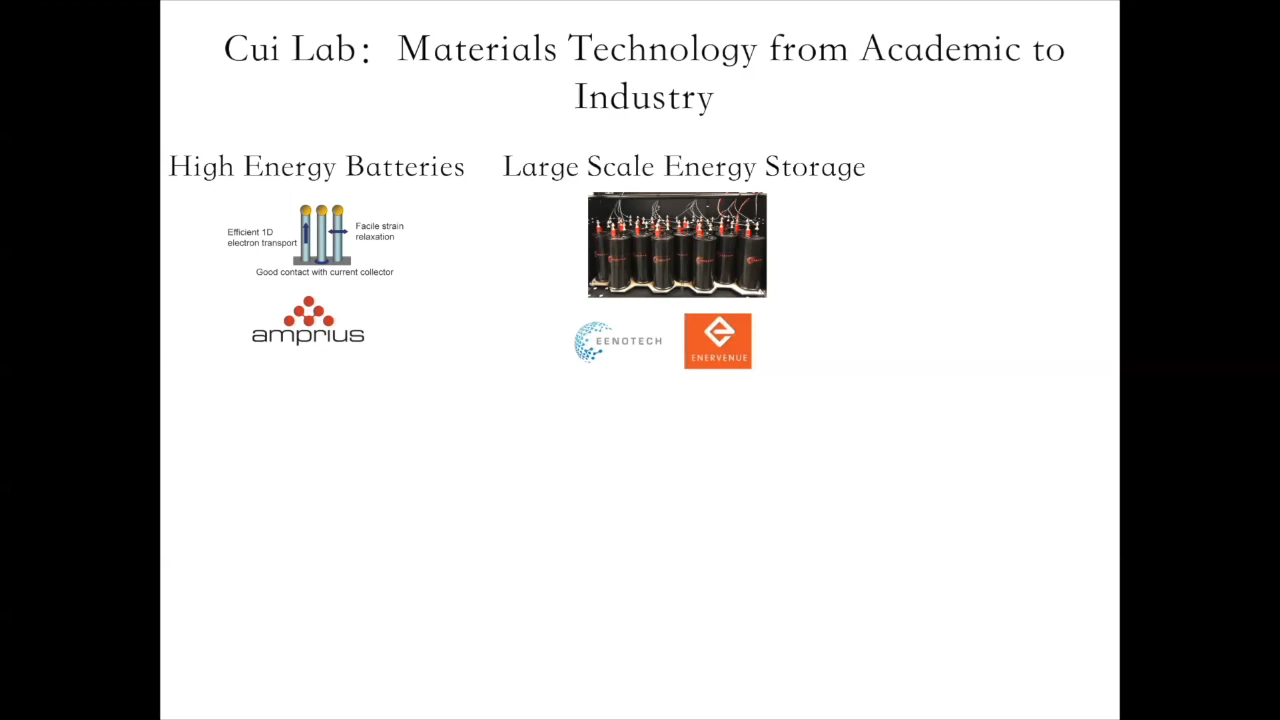 Cui Lab: Materials Technology from Academic to
Industry
High Energy Batteries
Large Scale Energy Storage
Efficient 1D
electron transport
Facile strain
relaxation
Good contact with current collector
amprius
EENOTECH
ENERVENUE